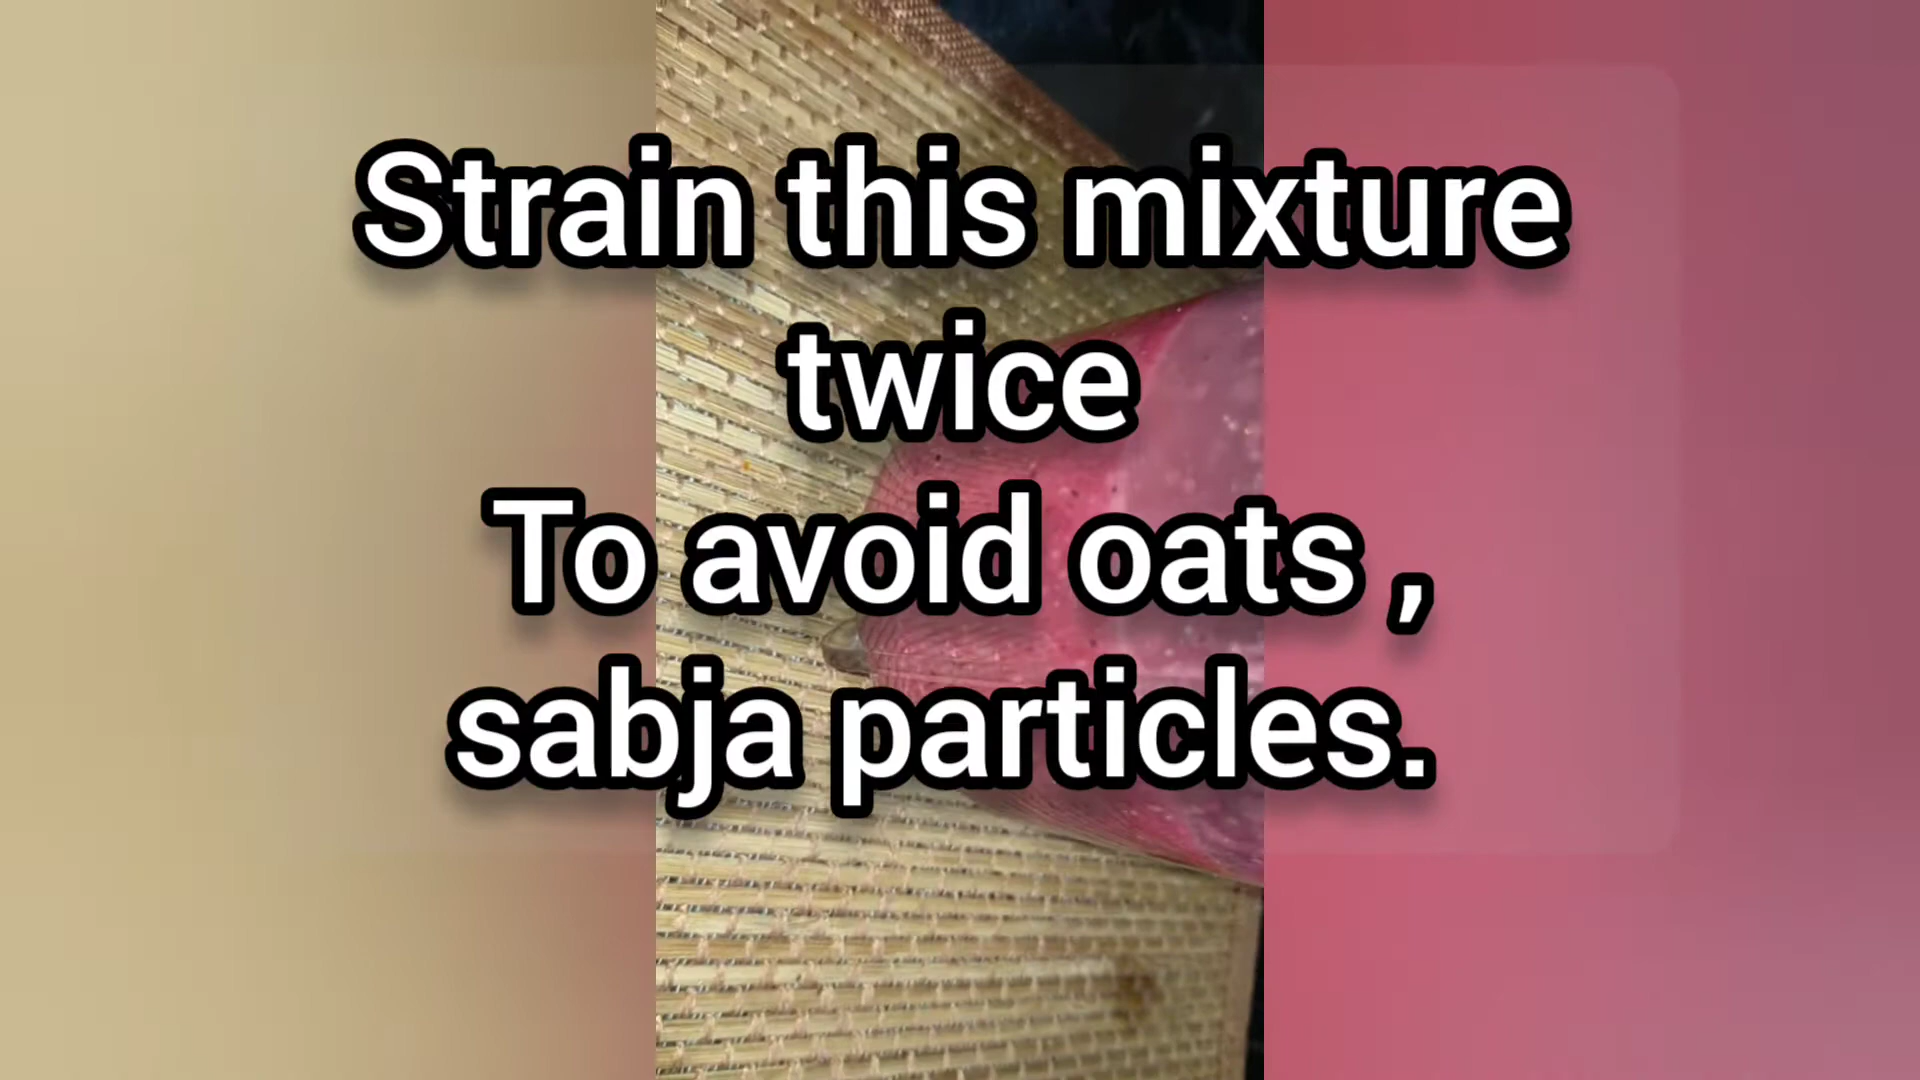 Strain this mixture
twice
To avoid oats ,
sabja particles.